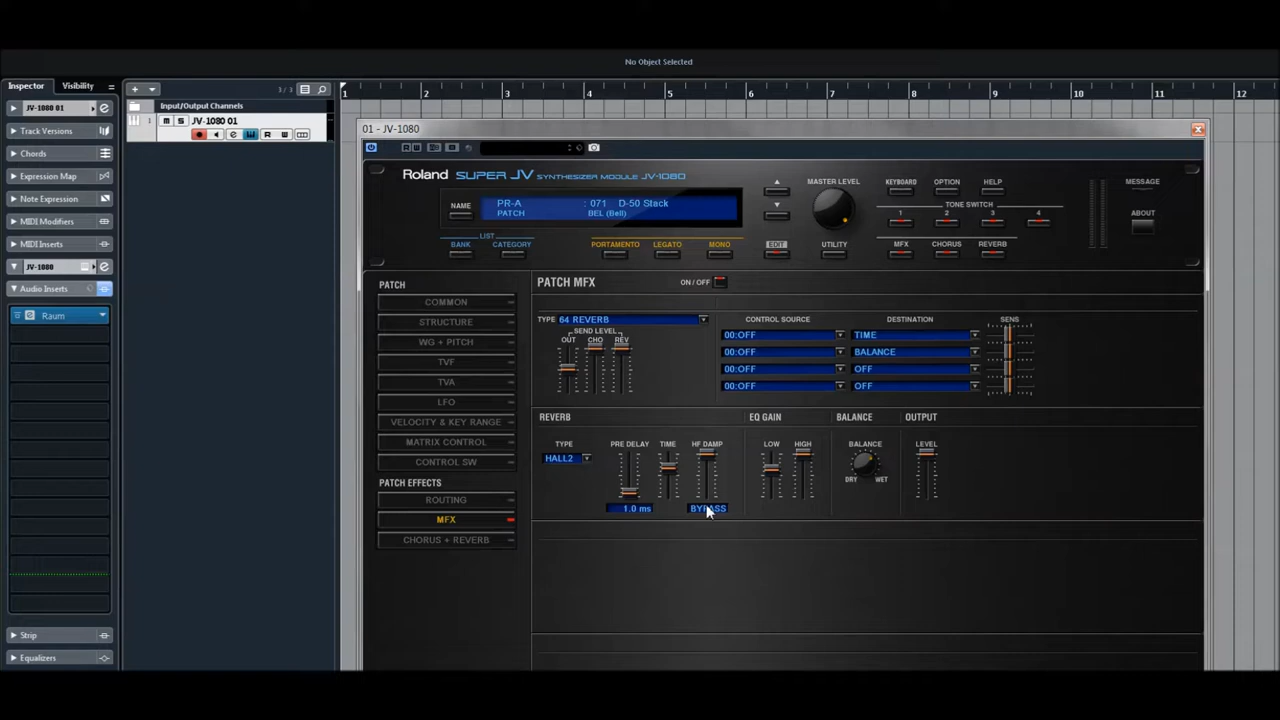 No Object Selected
Inspector Visibility
JV-1080 01
Track Versions
Chords
Expression Map
Note Expression
MIDI Modifiers
MIDI Inserts
JV-1080
Audio Inserts
Raum
Strip
Equalizers
3 / 3
Input/Output Channels
1
M S JV-1080 01
R W
1 2 3 4 5 6 7 8 9 10 11 12
01 - JV-1080
Roland SUPER JV SYNTHESIZER MODULE JV-1080
NAME
PR-A : 071 D-50 Stack
PATCH BEL (Bell)
LIST
BANK CATEGORY
PORTAMENTO LEGATO MONO EDIT UTILITY
MASTER LEVEL
KEYBOARD OPTION HELP
TONE SWITCH
1 2 3 4
MFX CHORUS REVERB
MESSAGE
ABOUT
PATCH
COMMON
STRUCTURE
WG + PITCH
TVF
TVA
LFO
VELOCITY & KEY RANGE
MATRIX CONTROL
CONTROL SW
PATCH EFFECTS
ROUTING
MFX
CHORUS + REVERB
PATCH MFX
ON / OFF
TYPE 64 REVERB
SEND LEVEL
OUT CHO REV
CONTROL SOURCE DESTINATION SENS
00:OFF TIME
00:OFF BALANCE
00:OFF OFF
00:OFF OFF
REVERB EQ GAIN BALANCE OUTPUT
TYPE PRE DELAY TIME HF DAMP LOW HIGH BALANCE LEVEL
HALL2
DRY WET
1.0 ms BYPASS